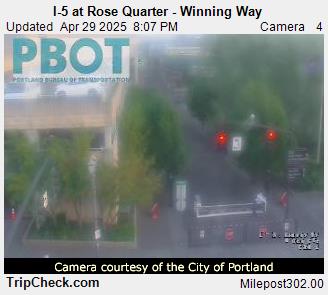 I-5 at Rose Quarter - Winning Way
Updated  Apr 29 2025  8:07 PM
Camera  4
PBOT
PORTLAND BUREAU OF TRANSPORTATION
Camera courtesy of the City of Portland
TripCheck.com
Milepost302.00